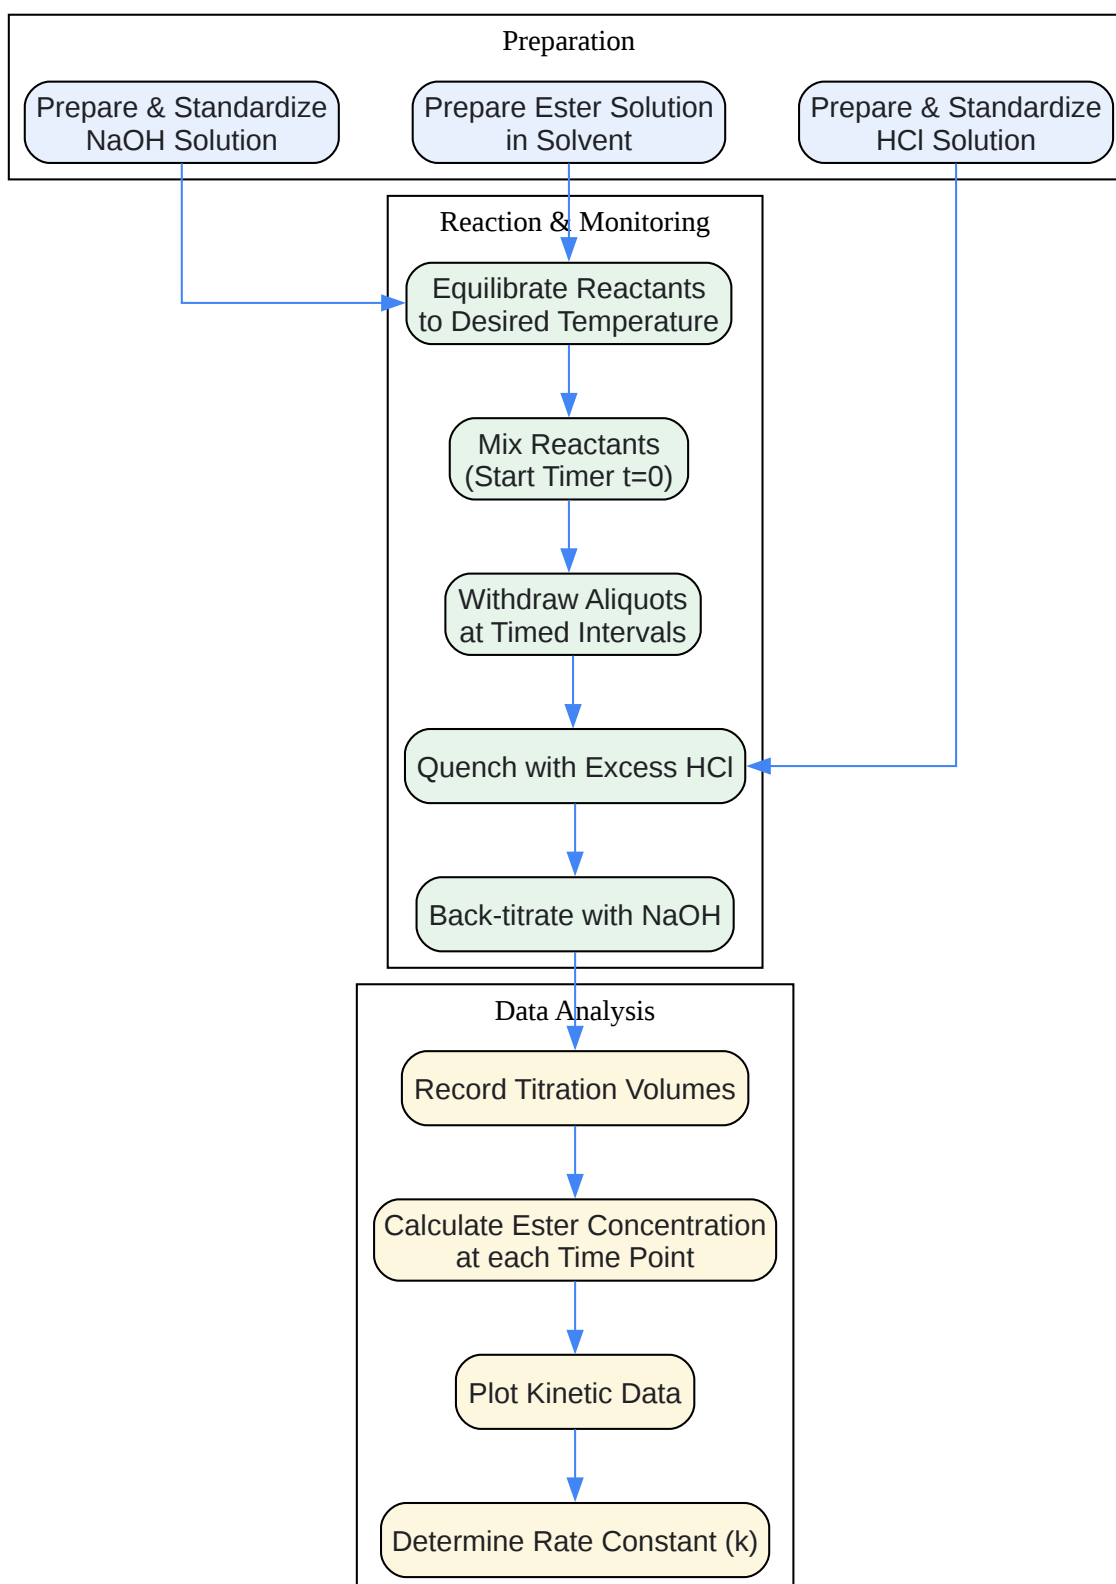 Preparation
Prepare & Standardize
NaOH Solution
Prepare Ester Solution
in Solvent
Prepare & Standardize
HCl Solution
Reaction & Monitoring
Equilibrate Reactants
to Desired Temperature
Mix Reactants
(Start Timer t=0)
Withdraw Aliquots
at Timed Intervals
Quench with Excess HCl
Back-titrate with NaOH
Data Analysis
Record Titration Volumes
Calculate Ester Concentration
at each Time Point
Plot Kinetic Data
Determine Rate Constant (k)